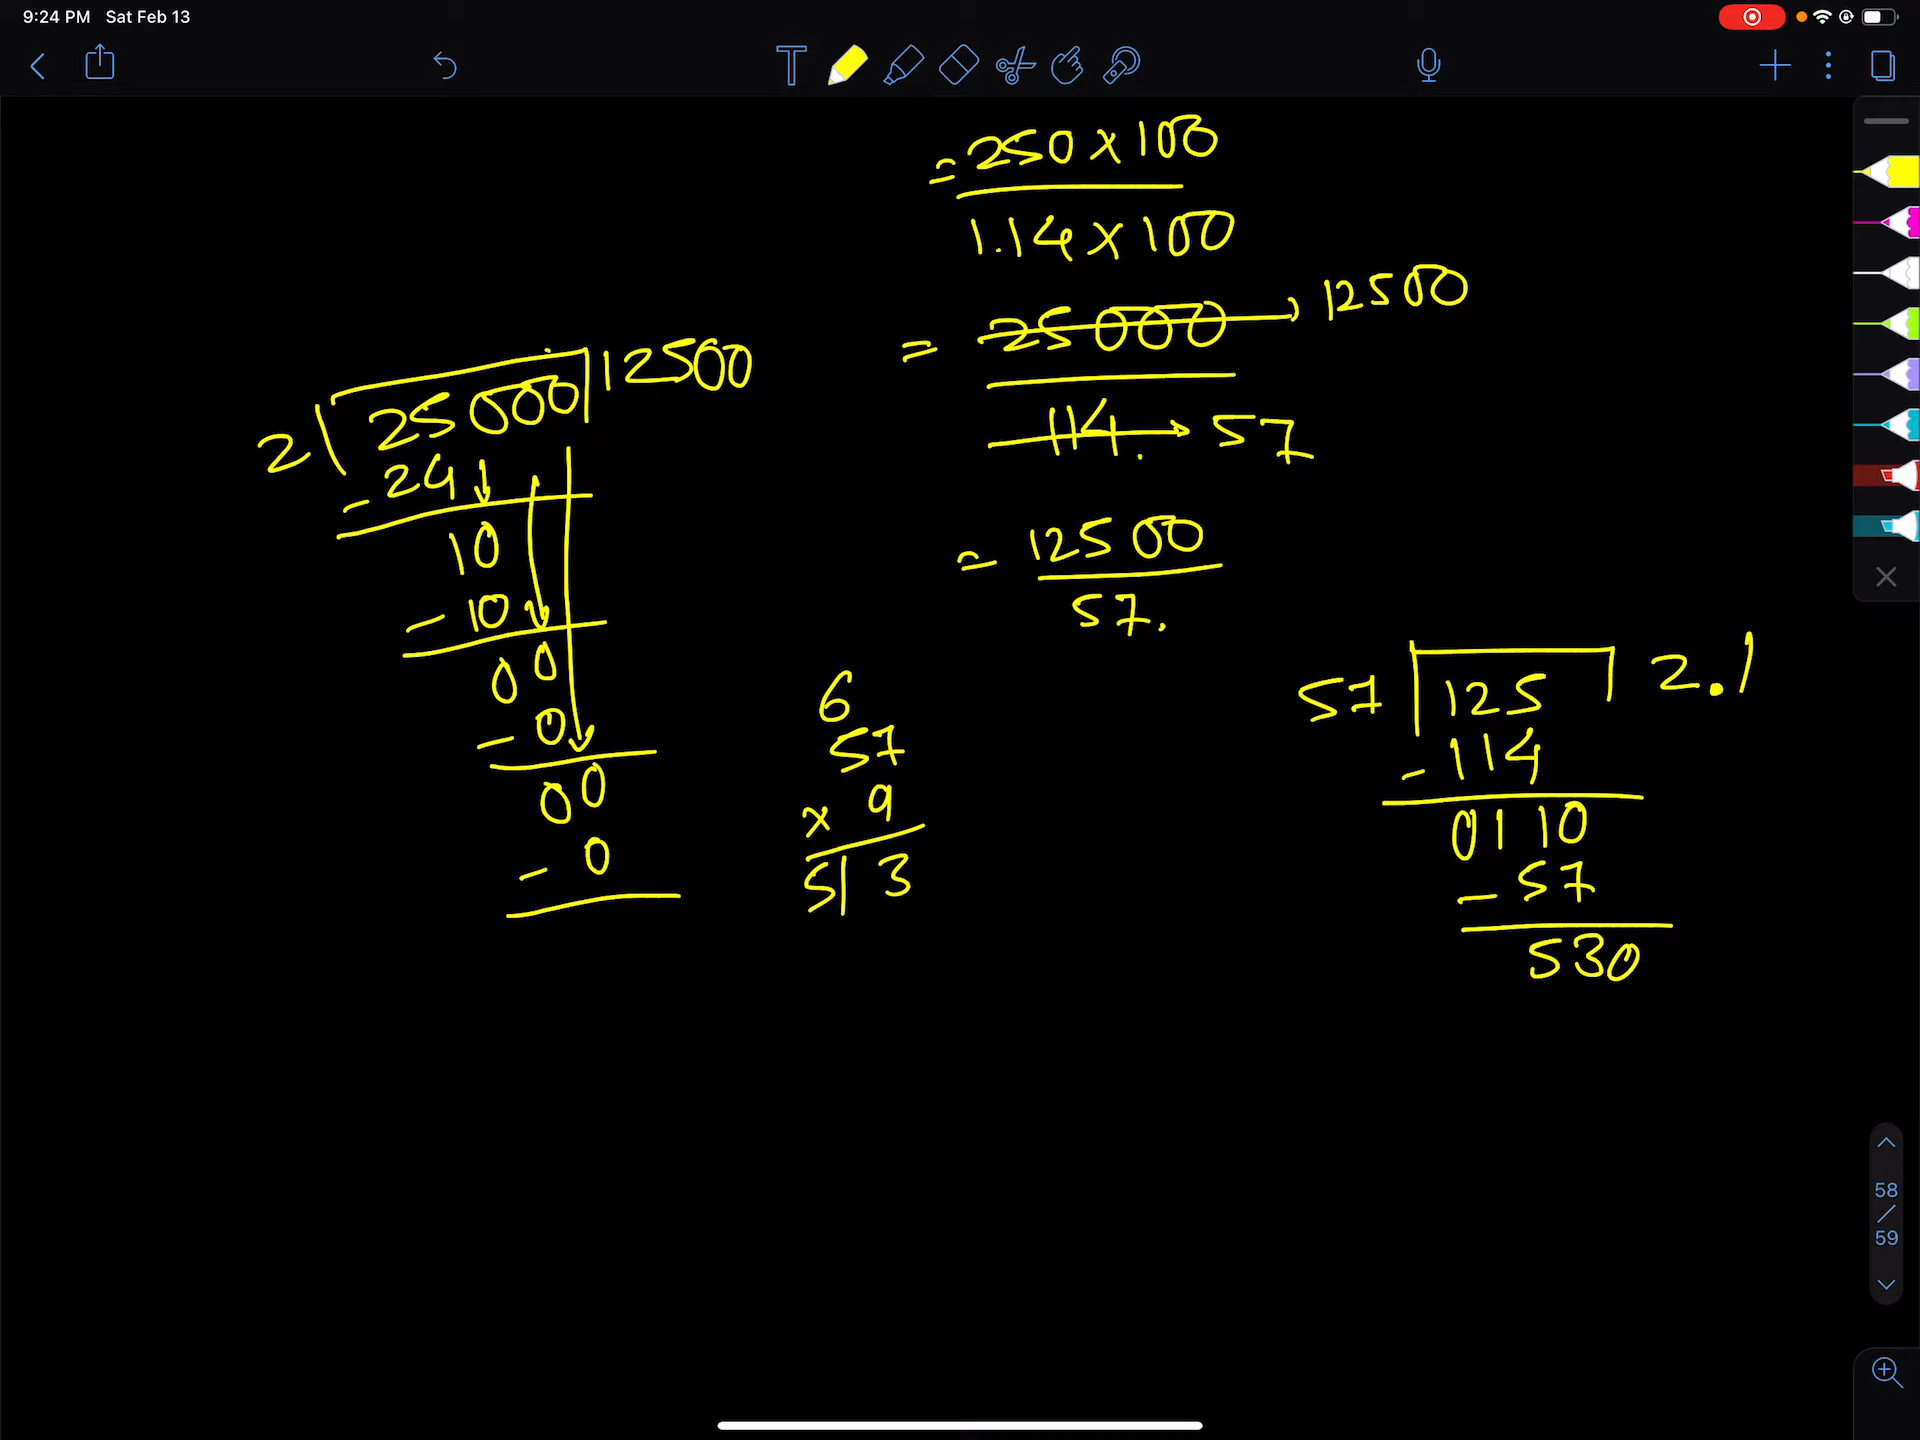 9:24 PM Sat Feb 13
= 250 x 100
1.14 x 100
= 25000 → 12500
114. → 57
= 12500
57.
2 25000 12500
- 24
10
- 10
00
- 0
00
- 0
6
57
x 9
513
57 125 2.1
- 114
0110
- 57
530
58
/
59